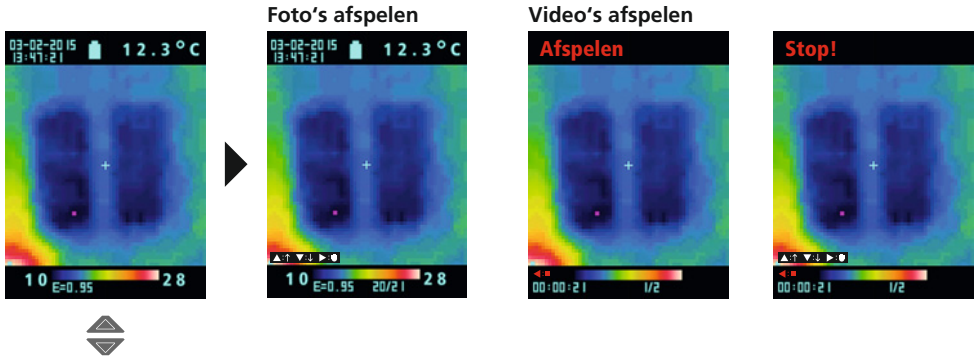 Foto‘s afspelen
Video‘s afspelen
03-02-2015
13:47:21
12.3°C
10
E=0.95
28
03-02-2015
13:47:21
12.3°C
▲:↑ ▼:↓ ▶:
10
E=0.95
20/21
28
Afspelen
◀:■
00:00:21
1/2
Stop!
▲:↑ ▼:↓ ▶:
◀:■
00:00:21
1/2